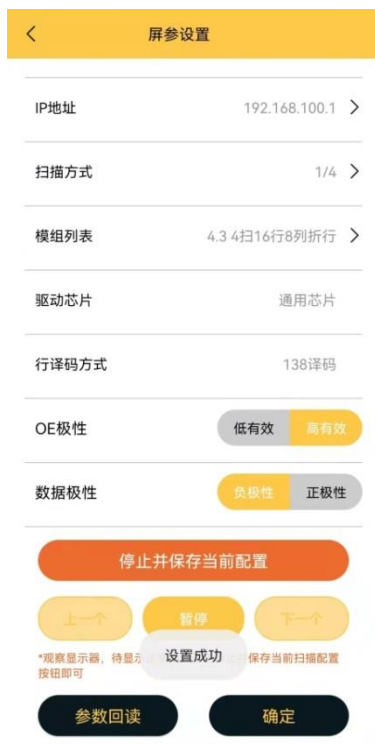 屏参设置
IP地址 192.168.100.1
扫描方式 1/4
模组列表 4.3 4扫16行8列折行
驱动芯片 通用芯片
行译码方式 138译码
OE极性 低有效 高有效
数据极性 负极性 正极性
停止并保存当前配置
上一个 暂停 下一个
设置成功
*观察显示器，待显 保存当前扫描配置
按钮即可
参数回读 确定